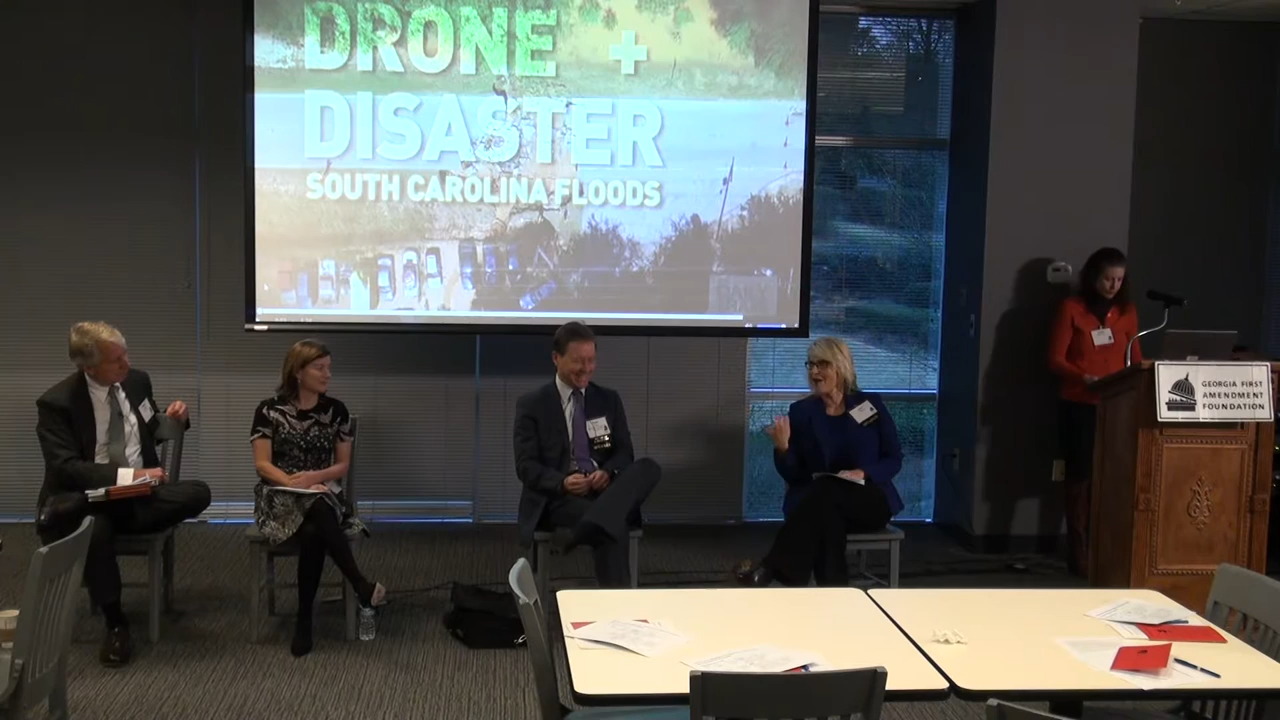 DRONE +
DISASTER
SOUTH CAROLINA FLOODS
GEORGIA FIRST
AMENDMENT
FOUNDATION